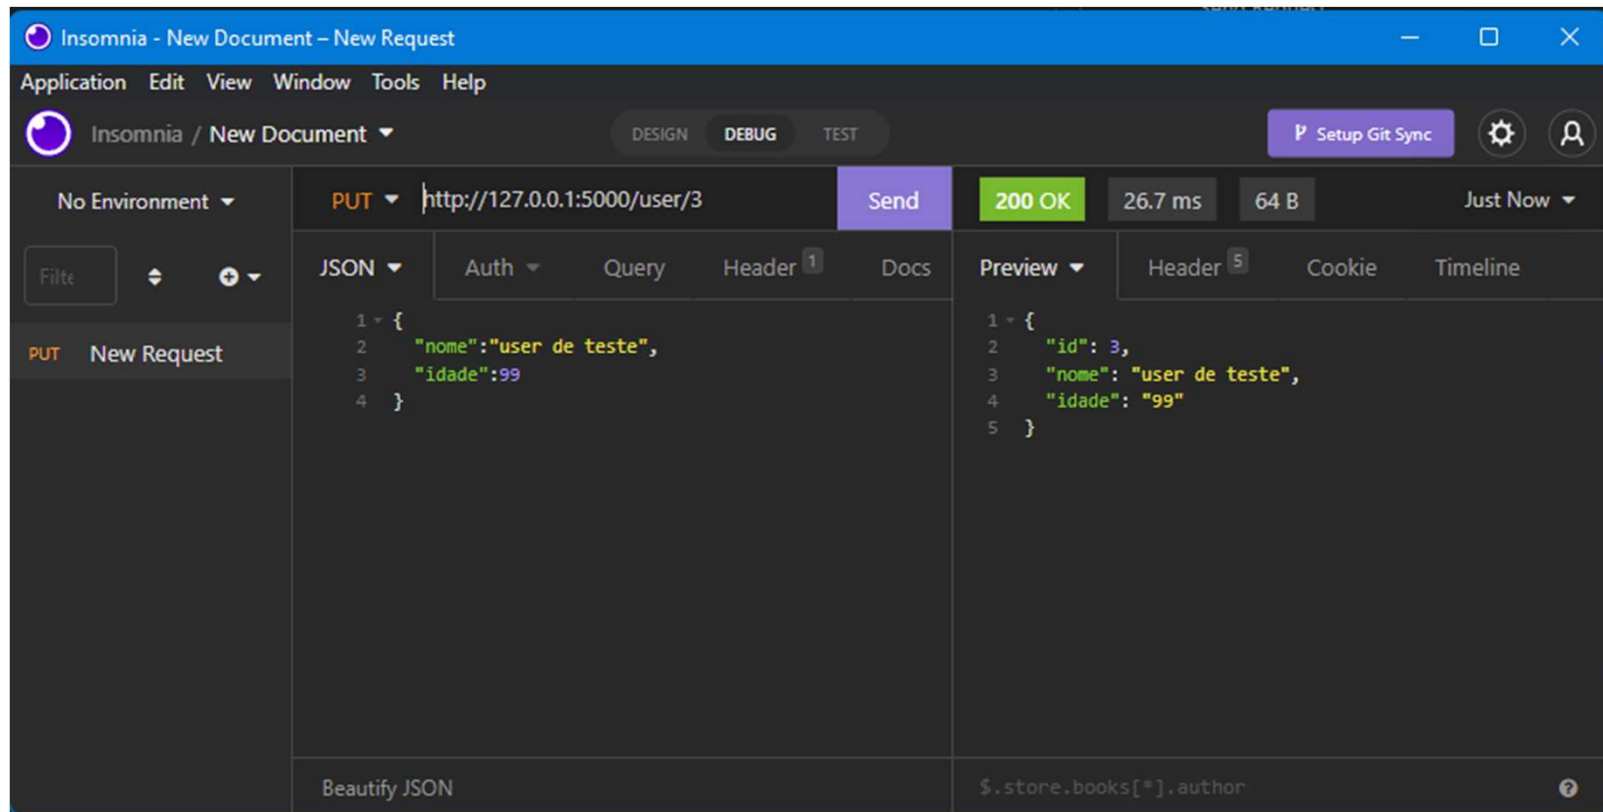 Insomnia - New Document – New Request
Application Edit View Window Tools Help
Insomnia / New Document DESIGN DEBUG TEST Setup Git Sync
No Environment PUT http://127.0.0.1:5000/user/3 Send 200 OK 26.7 ms 64 B Just Now
Filte JSON Auth Query Header 1 Docs Preview Header 5 Cookie Timeline
PUT New Request
1 {
2 "nome":"user de teste",
3 "idade":99
4 }
1 {
2 "id": 3,
3 "nome": "user de teste",
4 "idade": "99"
5 }
Beautify JSON $.store.books[*].author